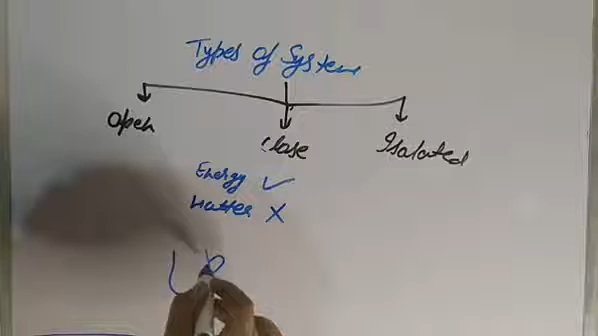 Types of System
Open
Close
Isolated
Energy ✓
Matter X